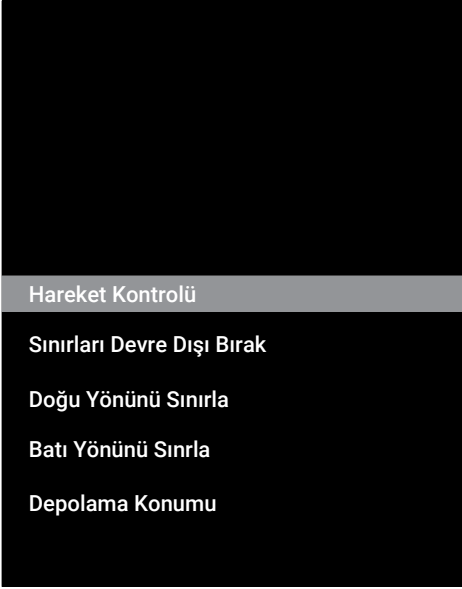 Hareket Kontrolü
Sınırları Devre Dışı Bırak
Doğu Yönünü Sınırla
Batı Yönünü Sınrla
Depolama Konumu